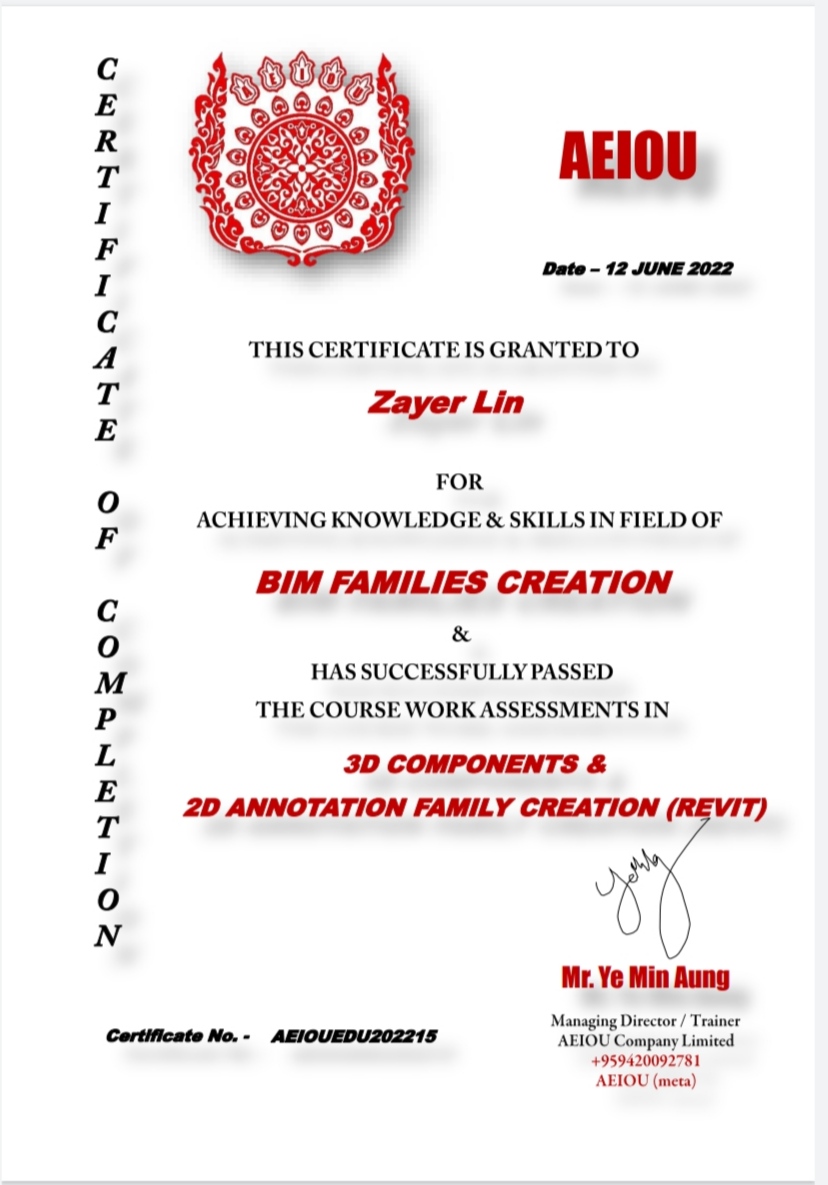 CERTIFICATE OF COMPLETION
A E I O U
AEIOU
Date – 12 JUNE 2022
THIS CERTIFICATE IS GRANTED TO
Zayer Lin
FOR
ACHIEVING KNOWLEDGE & SKILLS IN FIELD OF
BIM FAMILIES CREATION
&
HAS SUCCESSFULLY PASSED
THE COURSE WORK ASSESSMENTS IN
3D COMPONENTS &
2D ANNOTATION FAMILY CREATION (REVIT)
Mr. Ye Min Aung
Managing Director / Trainer
AEIOU Company Limited
+959420092781
AEIOU (meta)
Certificate No. - AEIOUEDU202215